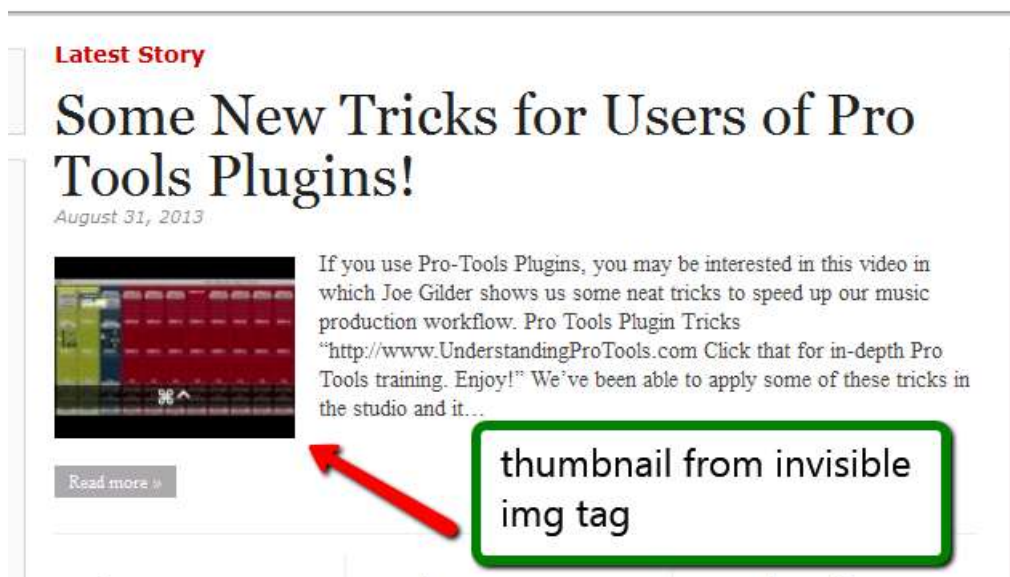 Latest Story
Some New Tricks for Users of Pro
Tools Plugins!
August 31, 2013
If you use Pro-Tools Plugins, you may be interested in this video in
which Joe Gilder shows us some neat tricks to speed up our music
production workflow. Pro Tools Plugin Tricks
“http://www.UnderstandingProTools.com Click that for in-depth Pro
Tools training. Enjoy!” We’ve been able to apply some of these tricks in
the studio and it…
⌘^
Read more »
thumbnail from invisible
img tag